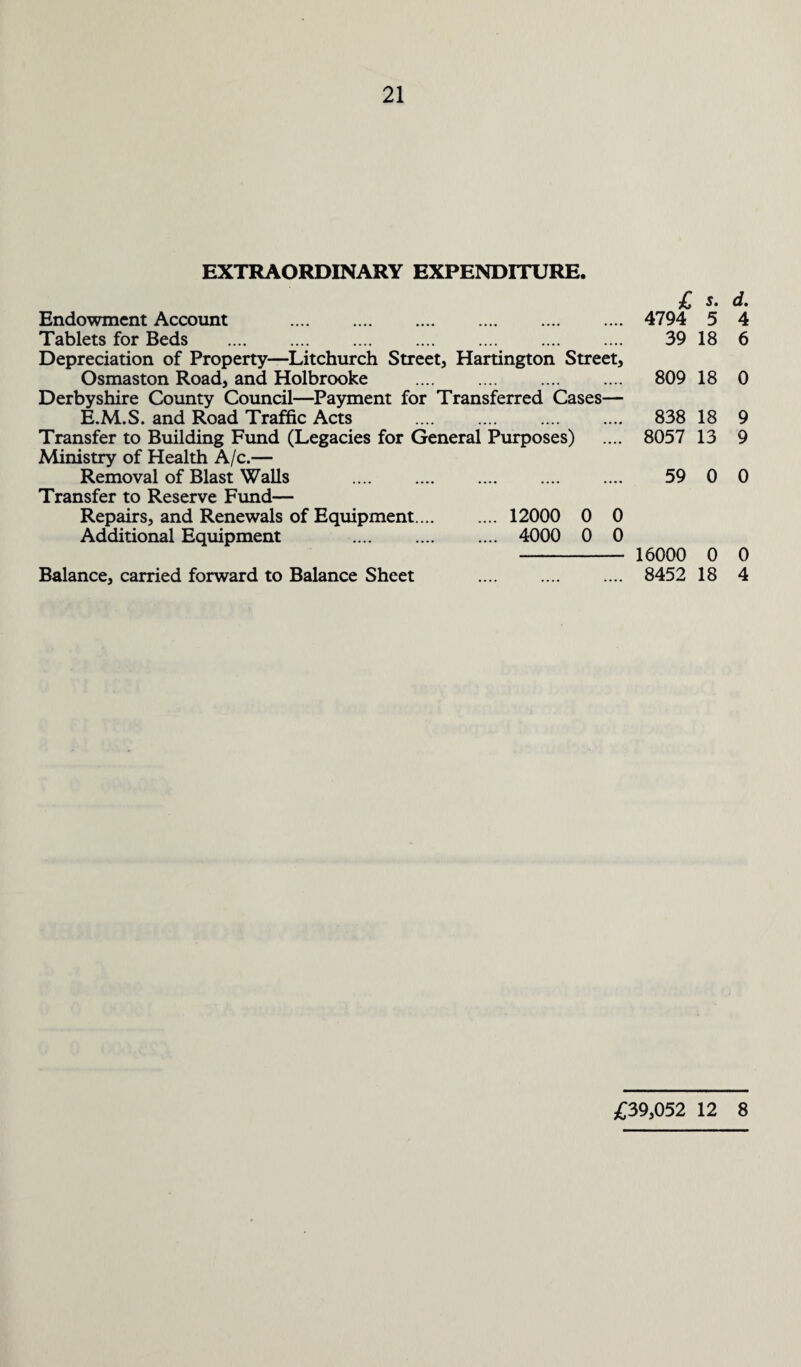 21
EXTRAORDINARY EXPENDITURE.
£ s. d.
Endowment Account .... .... .... .... .... .... 4794 5 4
Tablets for Beds .... .... .... .... .... .... .... 39 18 6
Depreciation of Property—Litchurch Street, Hartington Street,
Osmaston Road, and Holbrooke .... .... .... .... 809 18 0
Derbyshire County Council—Payment for Transferred Cases—
E.M.S. and Road Traffic Acts .... .... .... .... 838 18 9
Transfer to Building Fund (Legacies for General Purposes) .... 8057 13 9
Ministry of Health A/c.—
Removal of Blast Walls .... .... .... .... .... 59 0 0
Transfer to Reserve Fund—
Repairs, and Renewals of Equipment.... .... 12000 0 0
Additional Equipment .... .... .... 4000 0 0
16000 0 0
Balance, carried forward to Balance Sheet .... .... .... 8452 18 4
£39,052 12 8